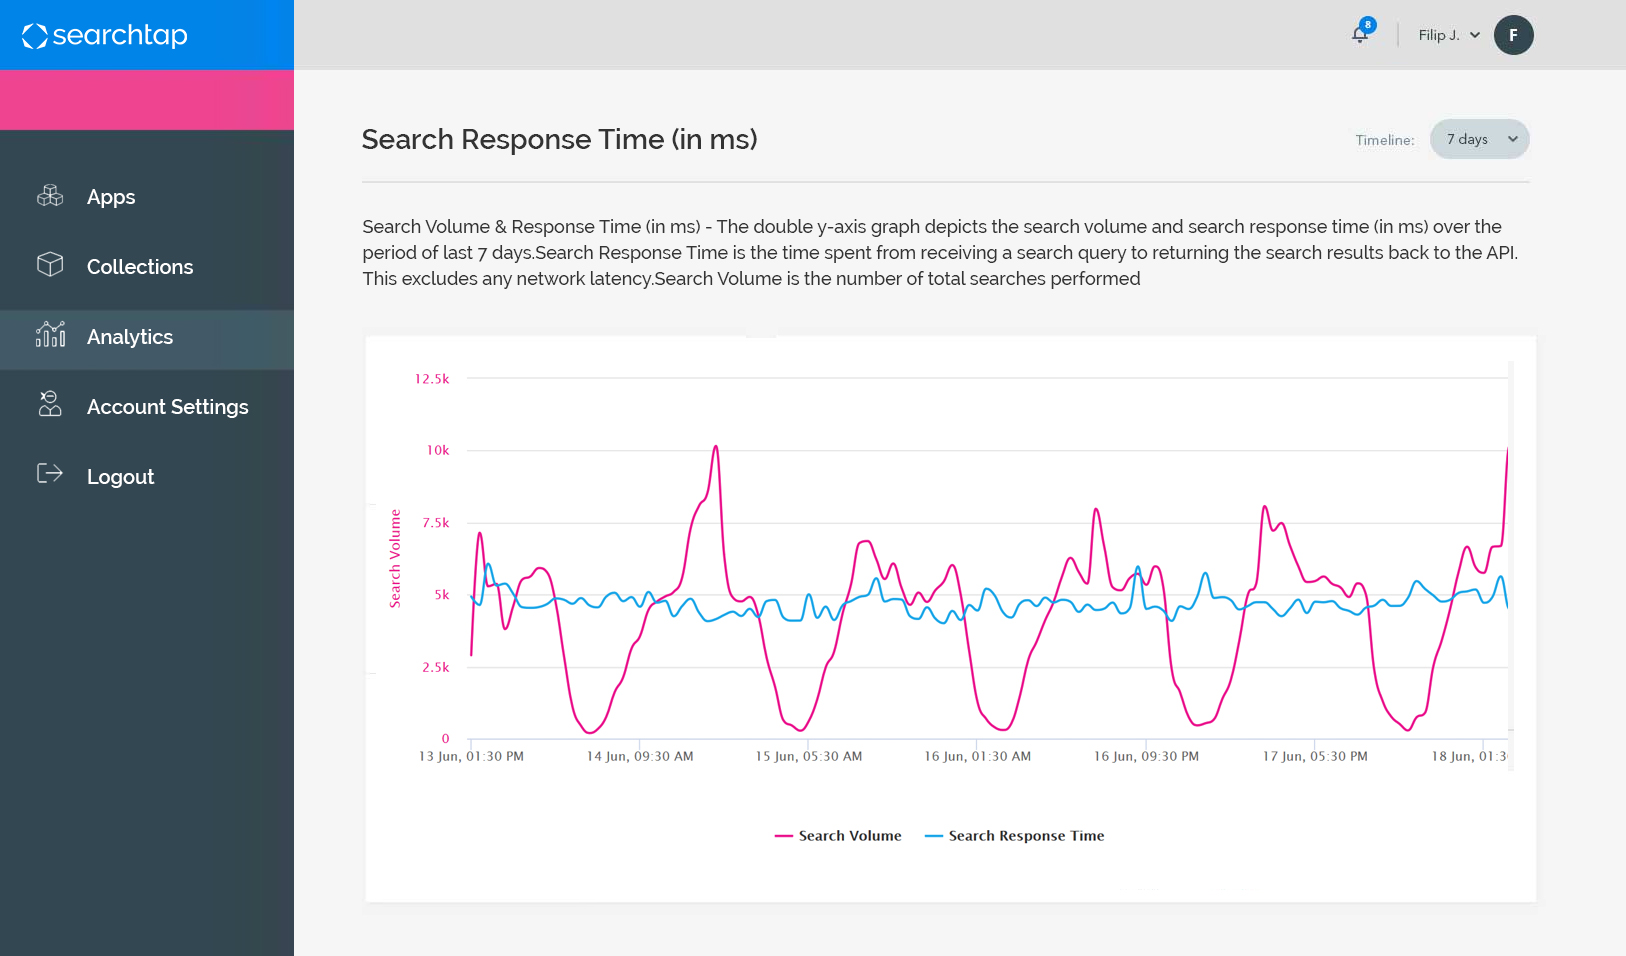 searchtap
8
Filip J.
F
Apps
Collections
Analytics
Account Settings
Logout
Search Response Time (in ms)
Timeline:
7 days
Search Volume & Response Time (in ms) - The double y-axis graph depicts the search volume and search response time (in ms) over the
period of last 7 days.Search Response Time is the time spent from receiving a search query to returning the search results back to the API.
This excludes any network latency.Search Volume is the number of total searches performed
12.5k
10k
7.5k
5k
2.5k
0
Search Volume
13 Jun, 01:30 PM
14 Jun, 09:30 AM
15 Jun, 05:30 AM
16 Jun, 01:30 AM
16 Jun, 09:30 PM
17 Jun, 05:30 PM
18 Jun, 01:3
Search Volume
Search Response Time